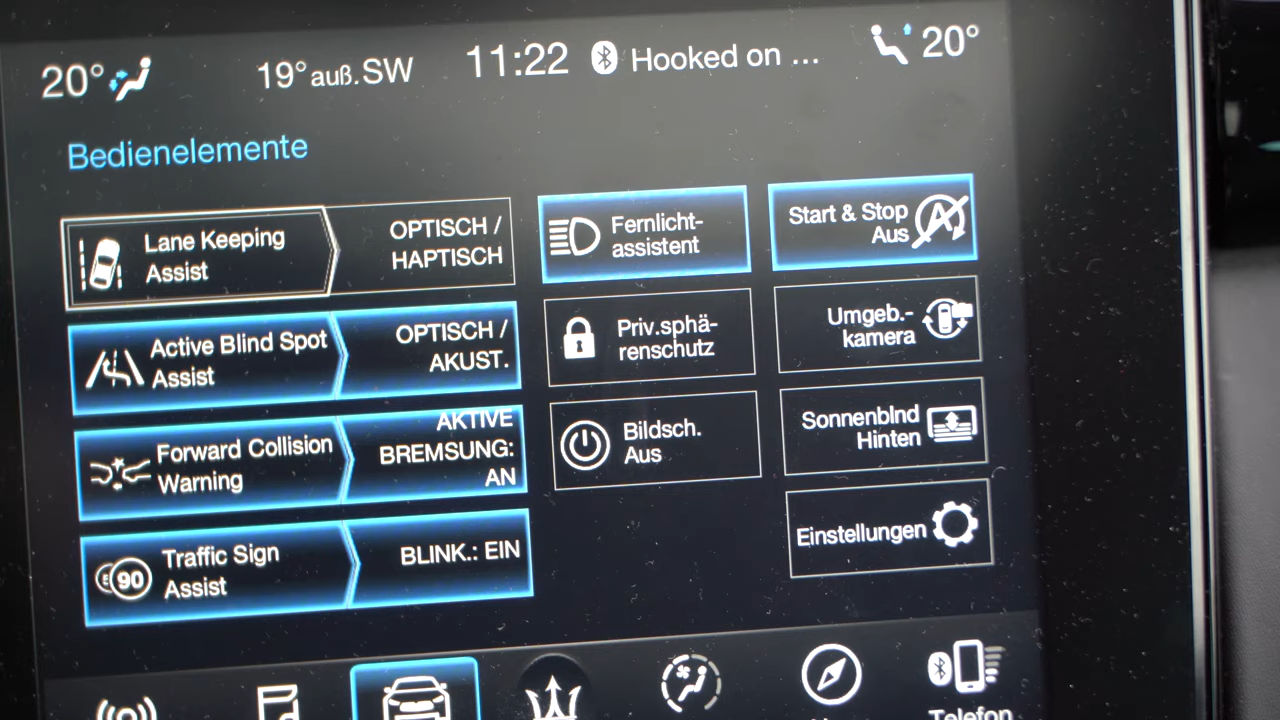 20°
19° auß. SW
11:22
Hooked on ...
20°
Bedienelemente
Lane Keeping
Assist
OPTISCH /
HAPTISCH
Active Blind Spot
Assist
OPTISCH /
AKUST.
Forward Collision
Warning
AKTIVE
BREMSUNG:
AN
90
Traffic Sign
Assist
BLINK.: EIN
Fernlicht-
assistent
Priv.sphä-
renschutz
Bildsch.
Aus
Start & Stop
Aus
A
Umgeb.-
kamera
Sonnenblnd
Hinten
Einstellungen
Telefon